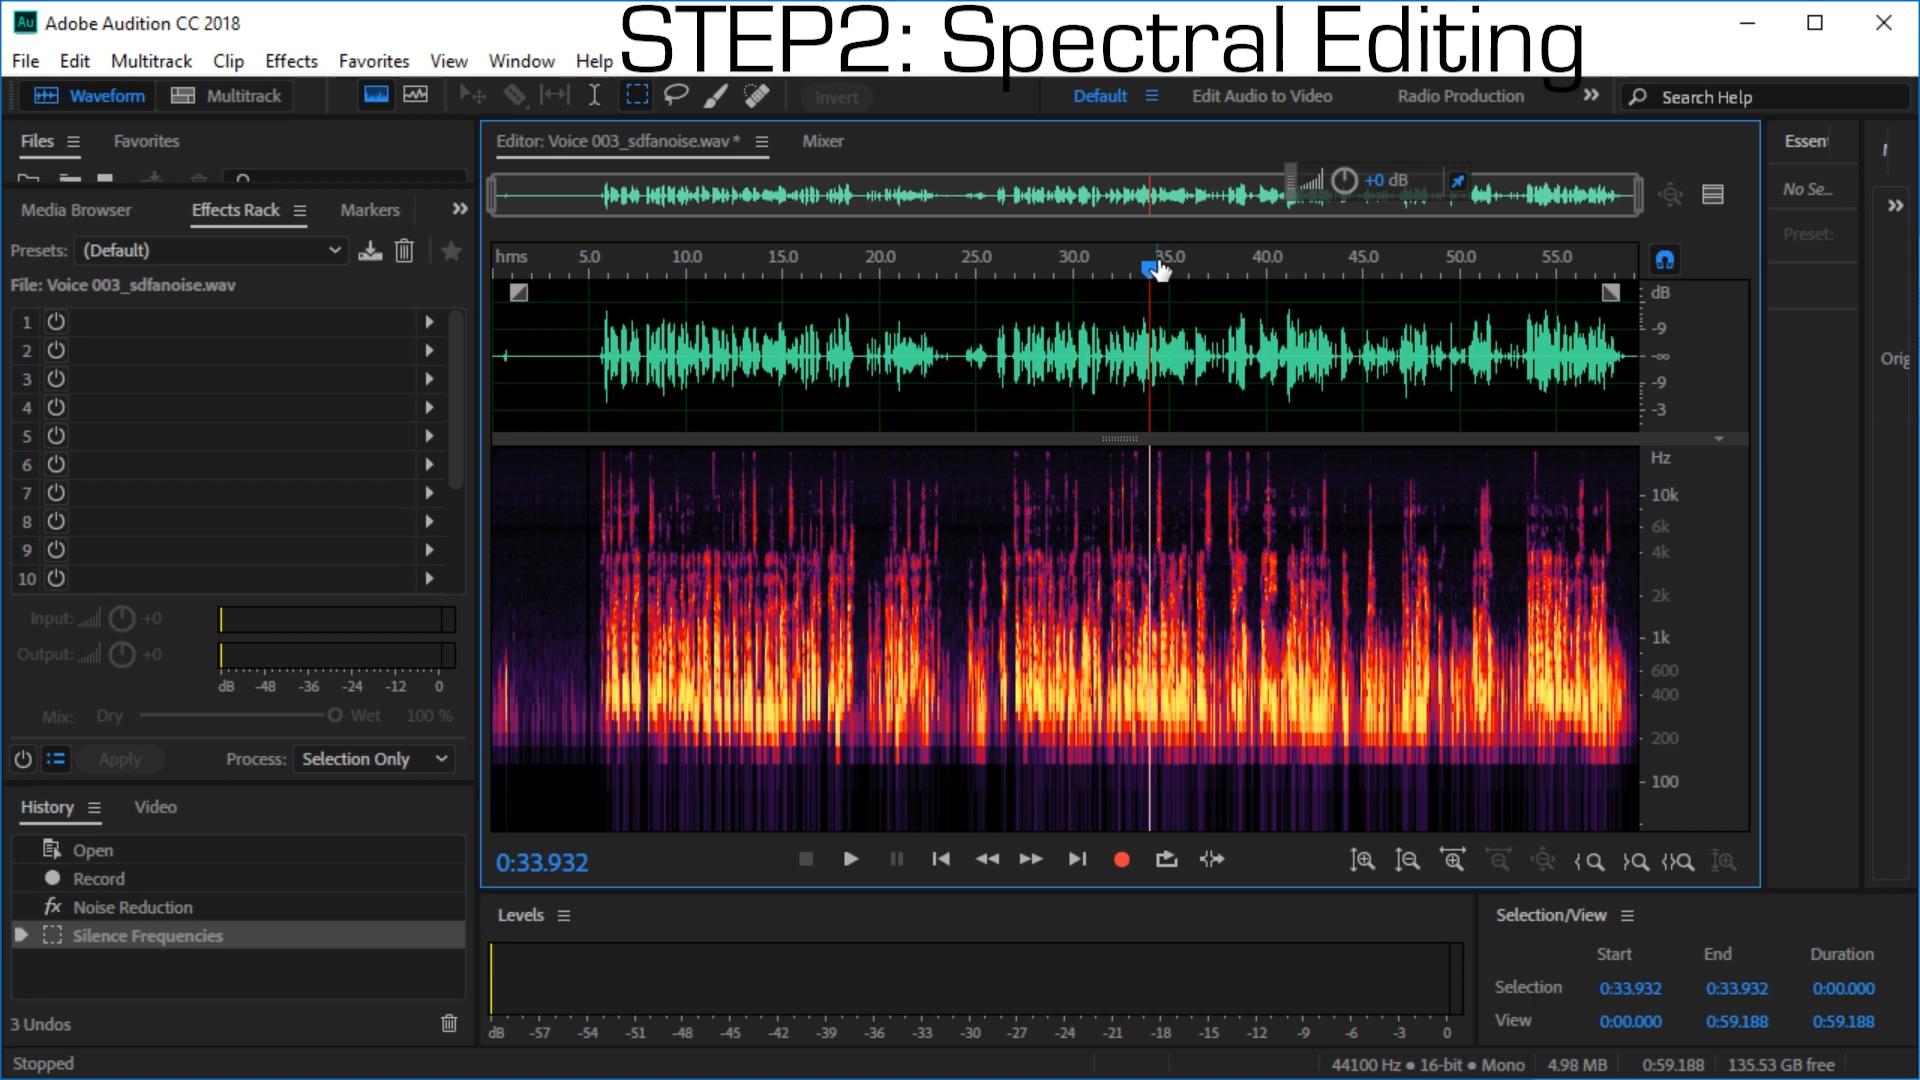 Au Adobe Audition CC 2018
STEP2: Spectral Editing
File Edit Multitrack Clip Effects Favorites View Window Help
Waveform Multitrack Invert Default Edit Audio to Video Radio Production Search Help
Files Favorites
Media Browser Effects Rack Markers
Presets: (Default)
File: Voice 003_sdfanoise.wav
1
2
3
4
5
6
7
8
9
10
Input: +0
Output: +0
dB -48 -36 -24 -12 0
Mix: Dry Wet 100 %
Apply Process: Selection Only
History Video
Open
Record
fx Noise Reduction
Silence Frequencies
3 Undos
Stopped
Editor: Voice 003_sdfanoise.wav * Mixer
+0 dB
hms 5.0 10.0 15.0 20.0 25.0 30.0 35.0 40.0 45.0 50.0 55.0
dB
-9
-∞
-9
-3
Hz
10k
6k
4k
2k
1k
600
400
200
100
0:33.932
Levels
dB -57 -54 -51 -48 -45 -42 -39 -36 -33 -30 -27 -24 -21 -18 -15 -12 -9 -6 -3 0
Essen
No Se...
Preset:
Orig
Selection/View
Start End Duration
Selection 0:33.932 0:33.932 0:00.000
View 0:00.000 0:59.188 0:59.188
44100 Hz ● 16-bit ● Mono 4.98 MB 0:59.188 135.53 GB free